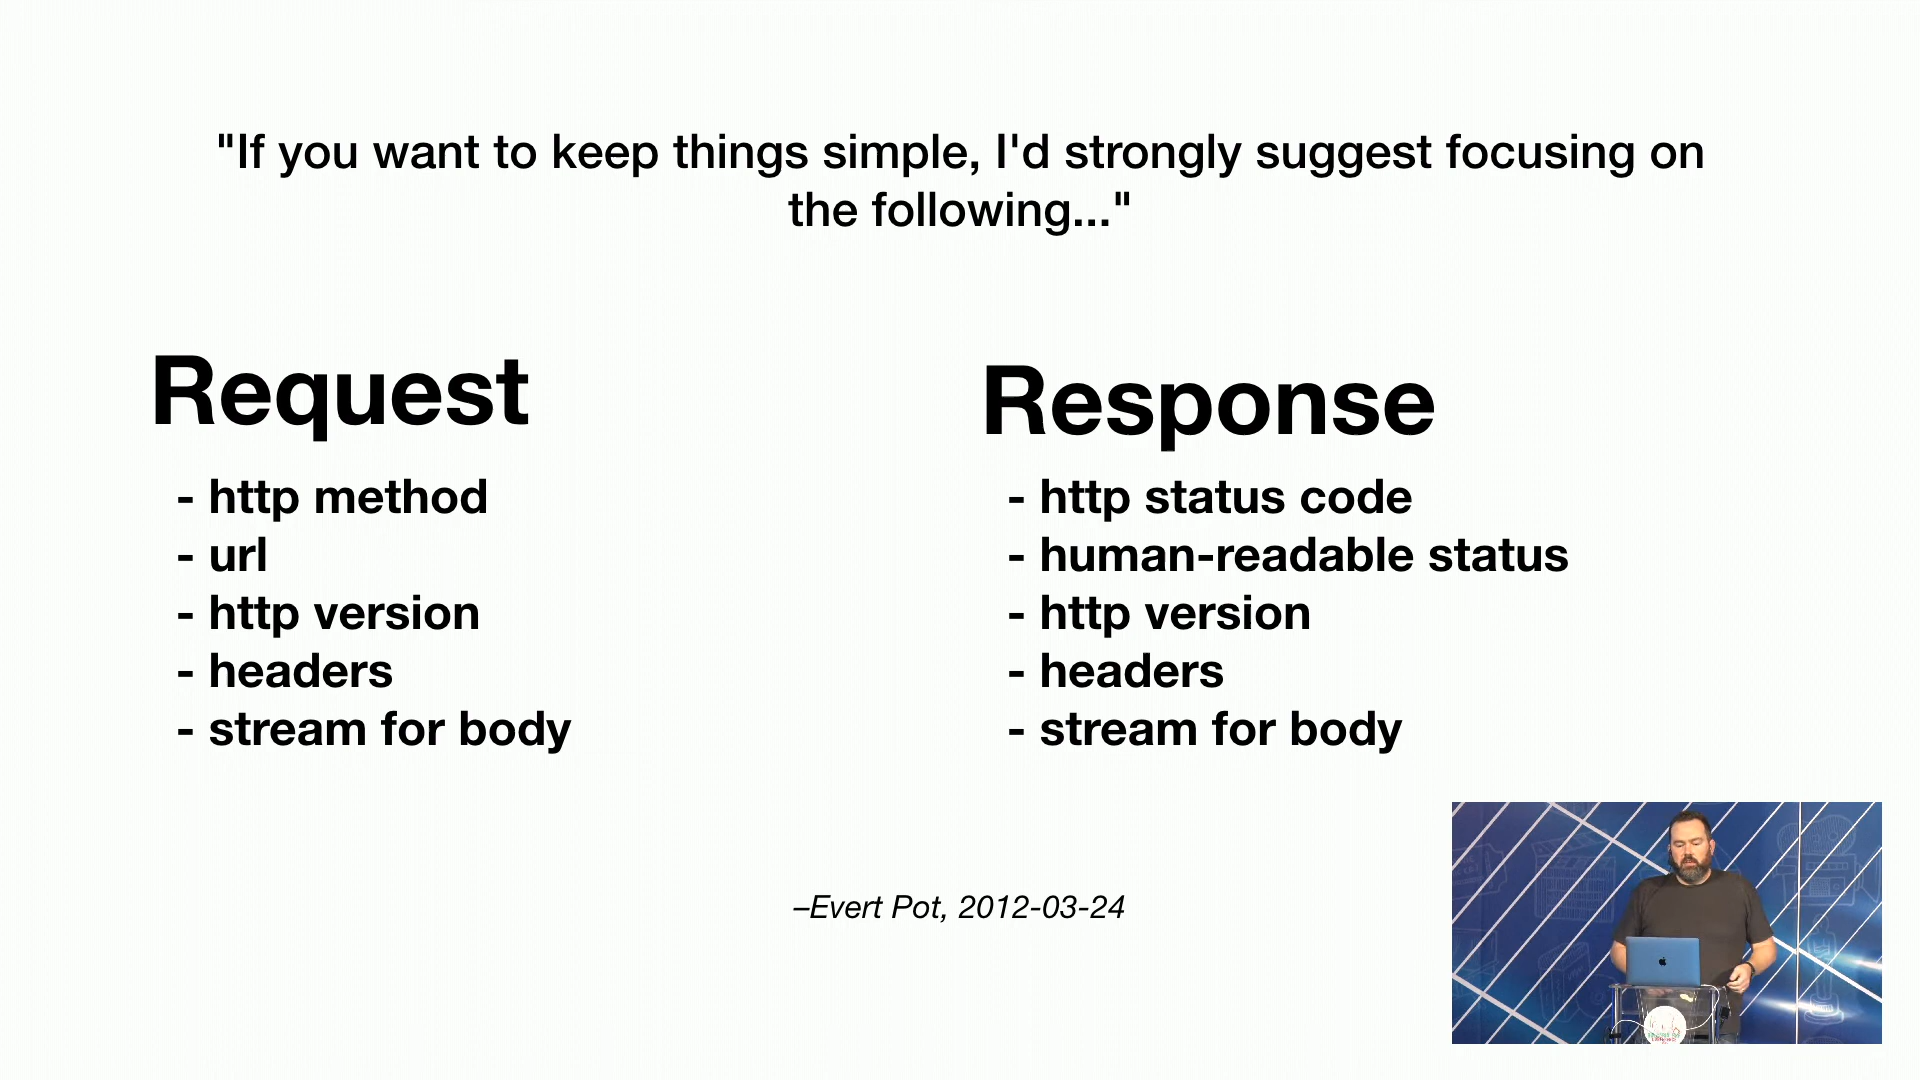 "If you want to keep things simple, I'd strongly suggest focusing on
the following..."
Request
- http method
- url
- http version
- headers
- stream for body
Response
- http status code
- human-readable status
- http version
- headers
- stream for body
–Evert Pot, 2012-03-24